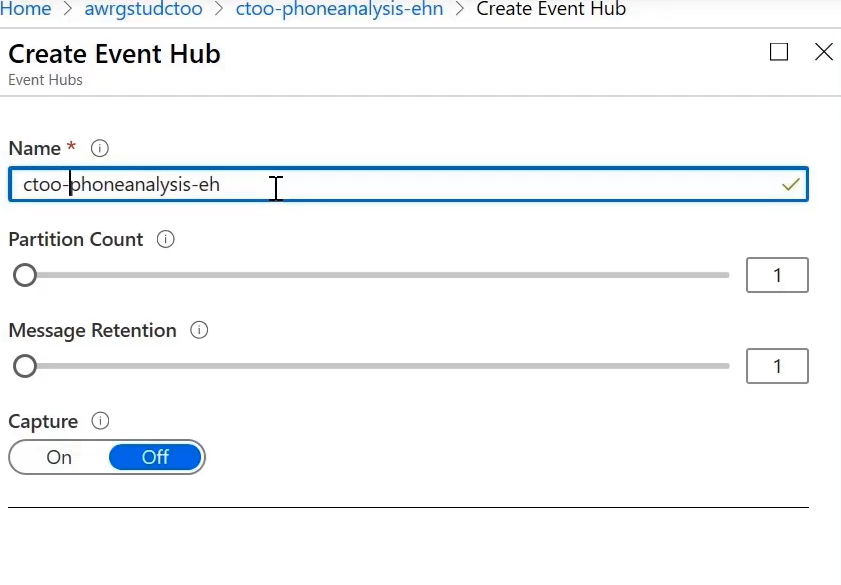 Home > awrgstudctoo > ctoo-phoneanalysis-ehn > Create Event Hub
Create Event Hub
Event Hubs
Name *
ctoo-phoneanalysis-eh
Partition Count
1
Message Retention
1
Capture
On Off